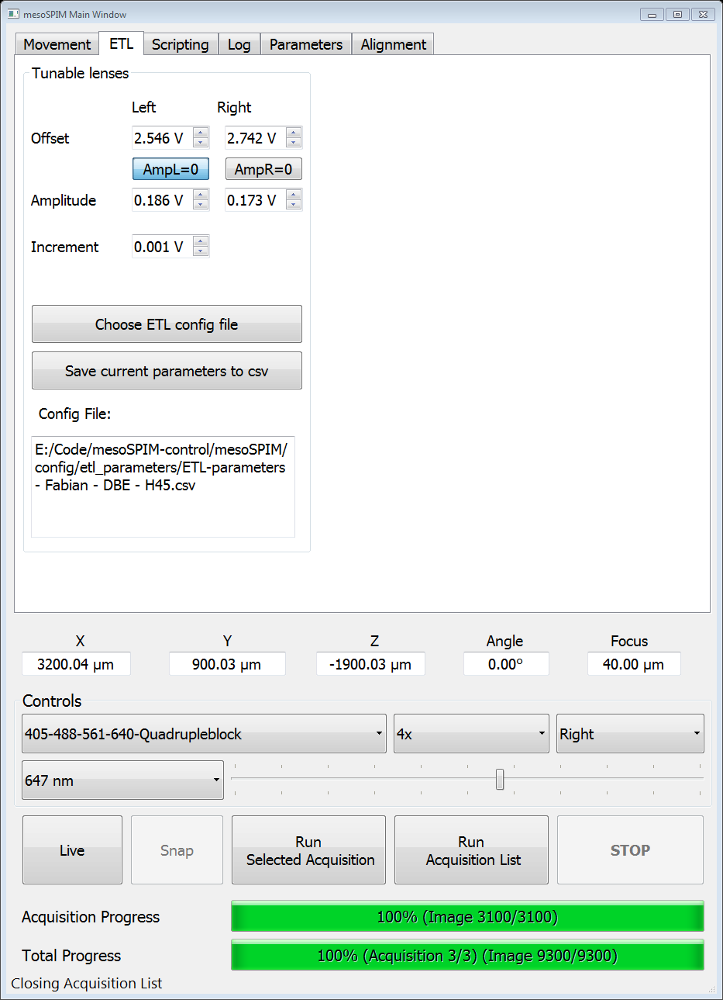 mesoSPIM Main Window
Movement ETL Scripting Log Parameters Alignment
Tunable lenses
Left Right
Offset 2.546 V 2.742 V
AmpL=0 AmpR=0
Amplitude 0.186 V 0.173 V
Increment 0.001 V
Choose ETL config file
Save current parameters to csv
Config File:
E:/Code/mesoSPIM-control/mesoSPIM/
config/etl_parameters/ETL-parameters
- Fabian - DBE - H45.csv
X Y Z Angle Focus
3200.04 µm 900.03 µm -1900.03 µm 0.00° 40.00 µm
Controls
405-488-561-640-Quadrupleblock 4x Right
647 nm
Live Snap Run Selected Acquisition Run Acquisition List STOP
Acquisition Progress 100% (Image 3100/3100)
Total Progress 100% (Acquisition 3/3) (Image 9300/9300)
Closing Acquisition List